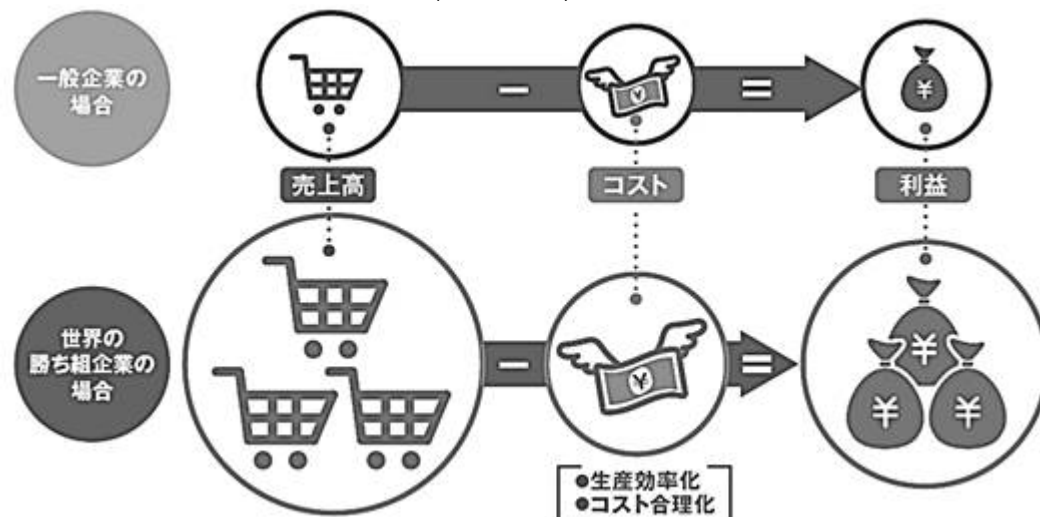 一般企業の
場合
−
=
¥
¥
売上高
コスト
利益
世界の
勝ち組企業の
場合
−
=
¥
¥
¥
¥
●生産効率化
●コスト合理化